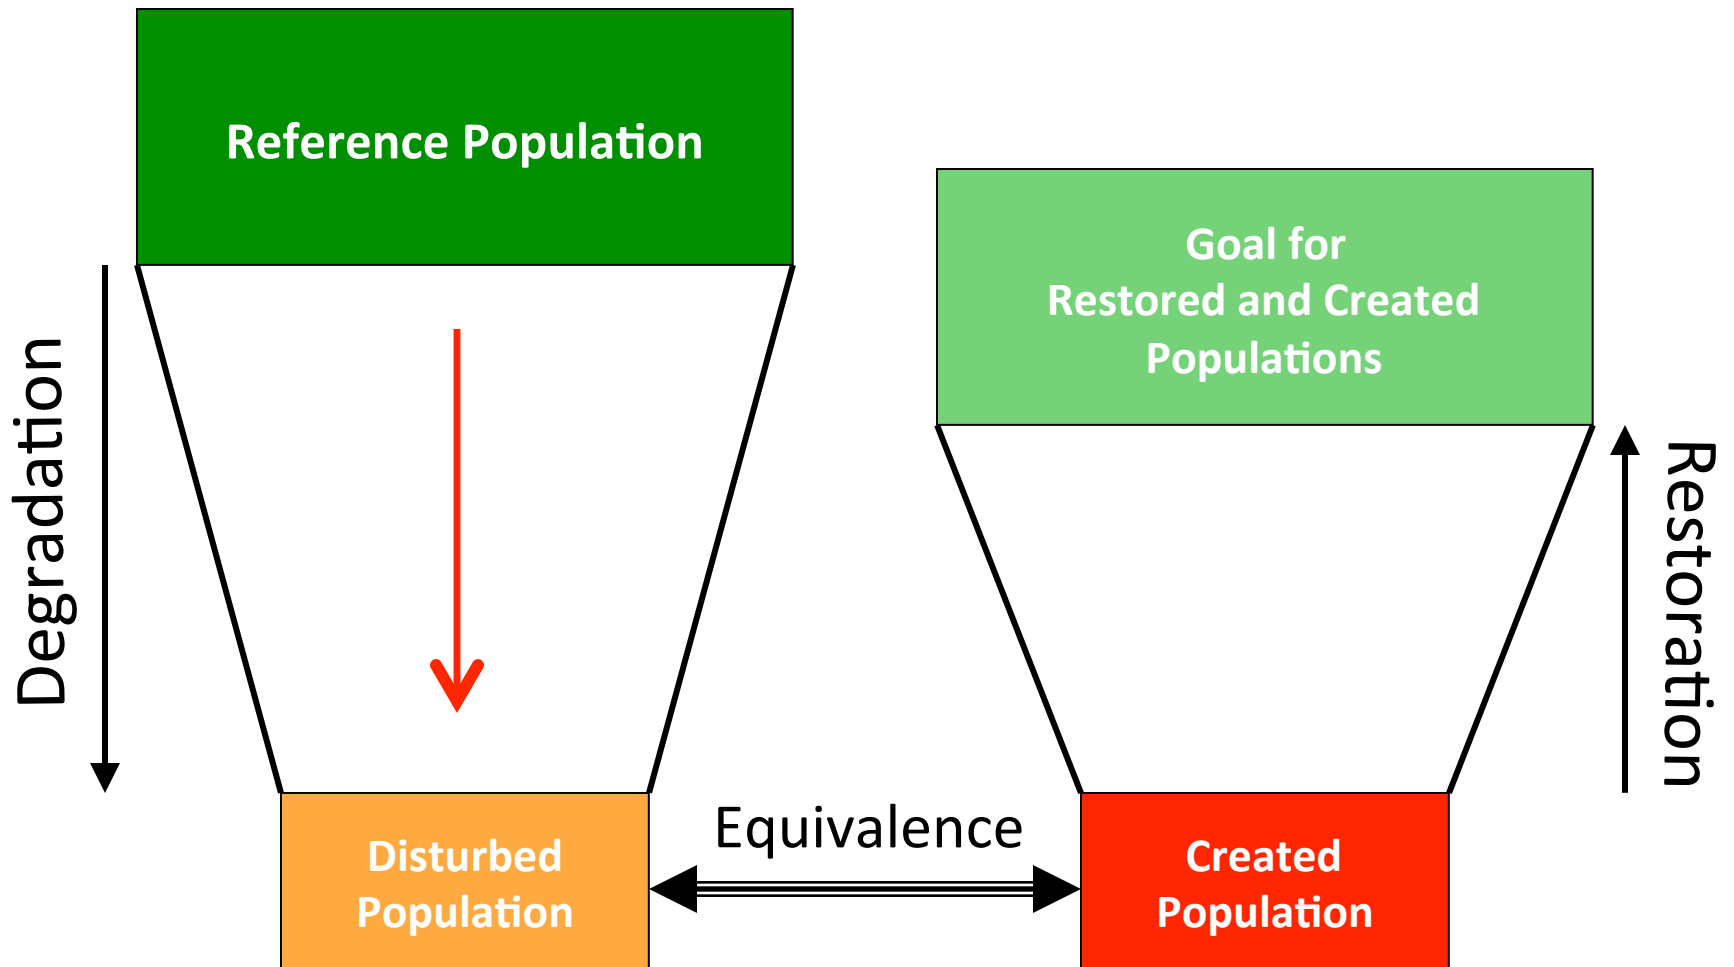 Reference Population
Goal for
Restored and Created
Populations
Degradation
Restoration
Equivalence
Disturbed
Population
Created
Population